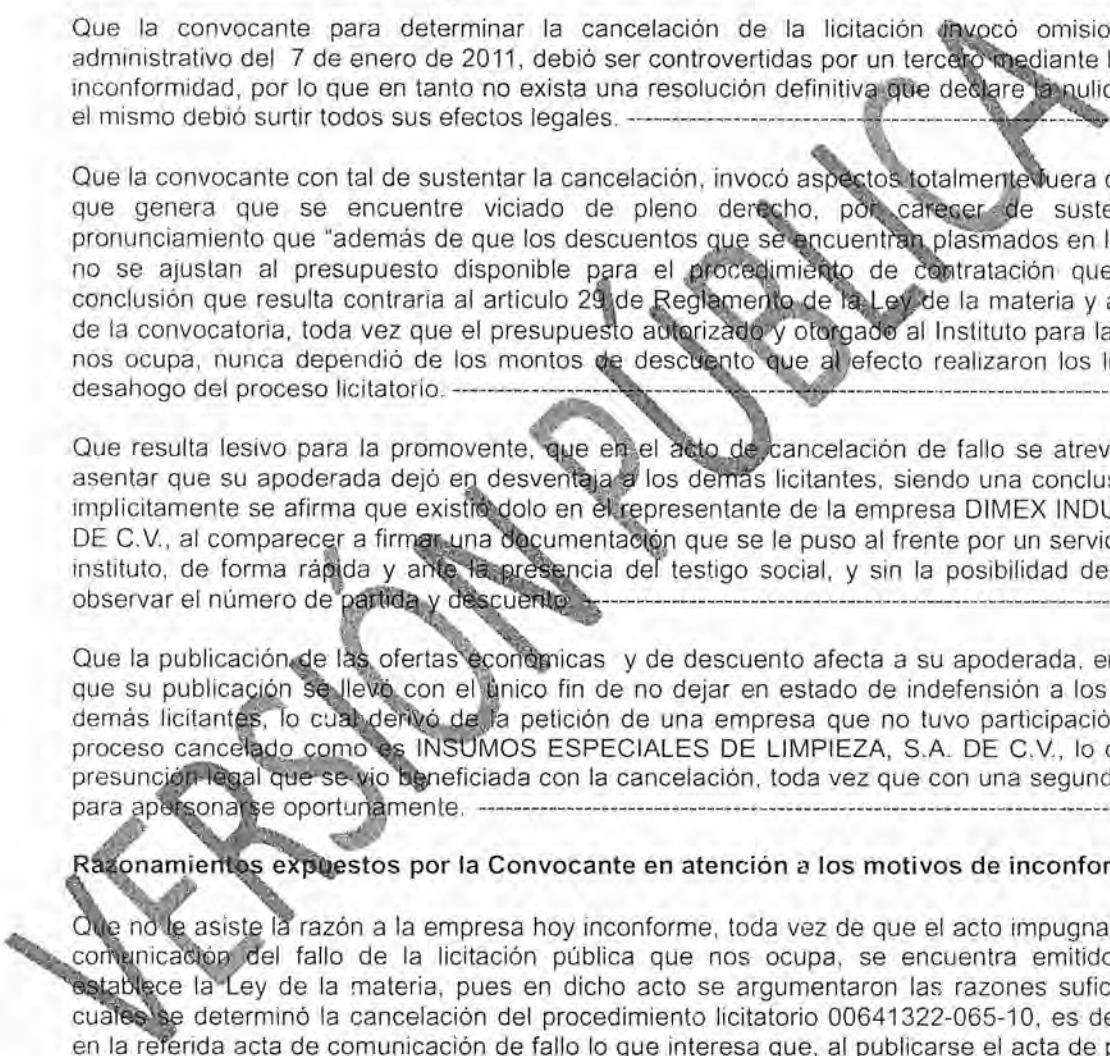 Que la convocante para determinar la cancelación de la licitación invocó omisio
administrativo del 7 de enero de 2011, debió ser controvertidas por un tercero mediante l
inconformidad, por lo que en tanto no exista una resolución definitiva que declare la nulid
el mismo debió surtir todos sus efectos legales. ---
Que la convocante con tal de sustentar la cancelación, invocó aspectos totalmente fuera d
que genera que se encuentre viciado de pleno derecho, por carecer de suste
pronunciamiento que "además de que los descuentos que se encuentran plasmados en l
no se ajustan al presupuesto disponible para el procedimiento de contratación que
conclusión que resulta contraria al artículo 29 de Reglamento de la Ley de la materia y a
de la convocatoria, toda vez que el presupuesto autorizado y otorgado al Instituto para la
nos ocupa, nunca dependió de los montos de descuento que al efecto realizaron los li
desahogo del proceso licitatorio. ---
Que resulta lesivo para la promovente, que en el acto de cancelación de fallo se atrev
asentar que su apoderada dejó en desventaja a los demás licitantes, siendo una conclus
implícitamente se afirma que existió dolo en el representante de la empresa DIMEX INDU
DE C.V., al comparecer a firmar una documentación que se le puso al frente por un servid
instituto, de forma rápida y ante la presencia del testigo social, y sin la posibilidad de
observar el número de partida y descuento. ---
Que la publicación de las ofertas económicas y de descuento afecta a su apoderada, en
que su publicación se llevó con el único fin de no dejar en estado de indefensión a los
demás licitantes, lo cual derivó de la petición de una empresa que no tuvo participació
proceso cancelado como es INSUMOS ESPECIALES DE LIMPIEZA, S.A. DE C.V., lo c
presunción legal que se vio beneficiada con la cancelación, toda vez que con una segund
para apersonarse oportunamente. ---
Razonamientos expuestos por la Convocante en atención a los motivos de inconfor
Que no le asiste la razón a la empresa hoy inconforme, toda vez de que el acto impugna
comunicación del fallo de la licitación pública que nos ocupa, se encuentra emitido
establece la Ley de la materia, pues en dicho acto se argumentaron las razones sufic
cuales se determinó la cancelación del procedimiento licitatorio 00641322-065-10, es de
en la referida acta de comunicación de fallo lo que interesa que, al publicarse el acta de
VERSIÓN PÚBLICA